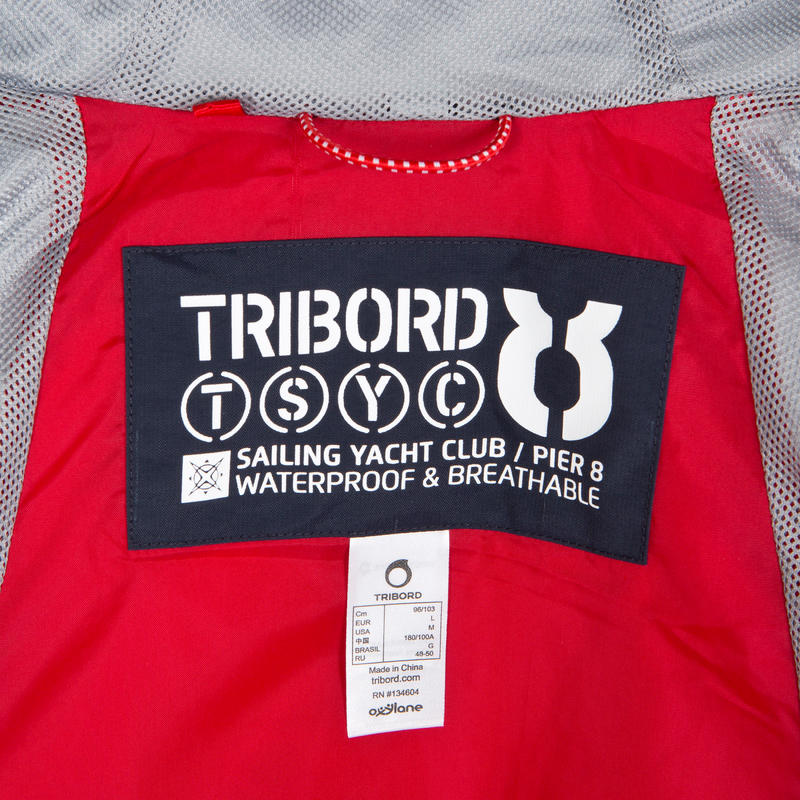 TRIBORD
TSYC
SAILING YACHT CLUB / PIER 8
WATERPROOF & BREATHABLE
TRIBORD
Cm 96/103
EUR L
USA M
中国 180/100A
BRASIL G
RU 48-50
Made in China
tribord.com
RN #134604
oxylane